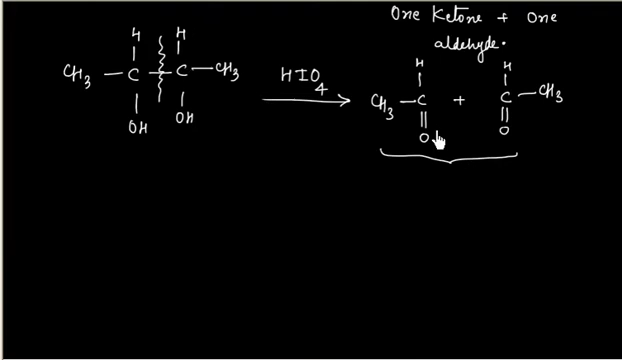 One Ketone + One
aldehyde.
H H H H
CH3 — C — C — CH3 HIO4 CH3 — C + C — CH3
OH OH O O